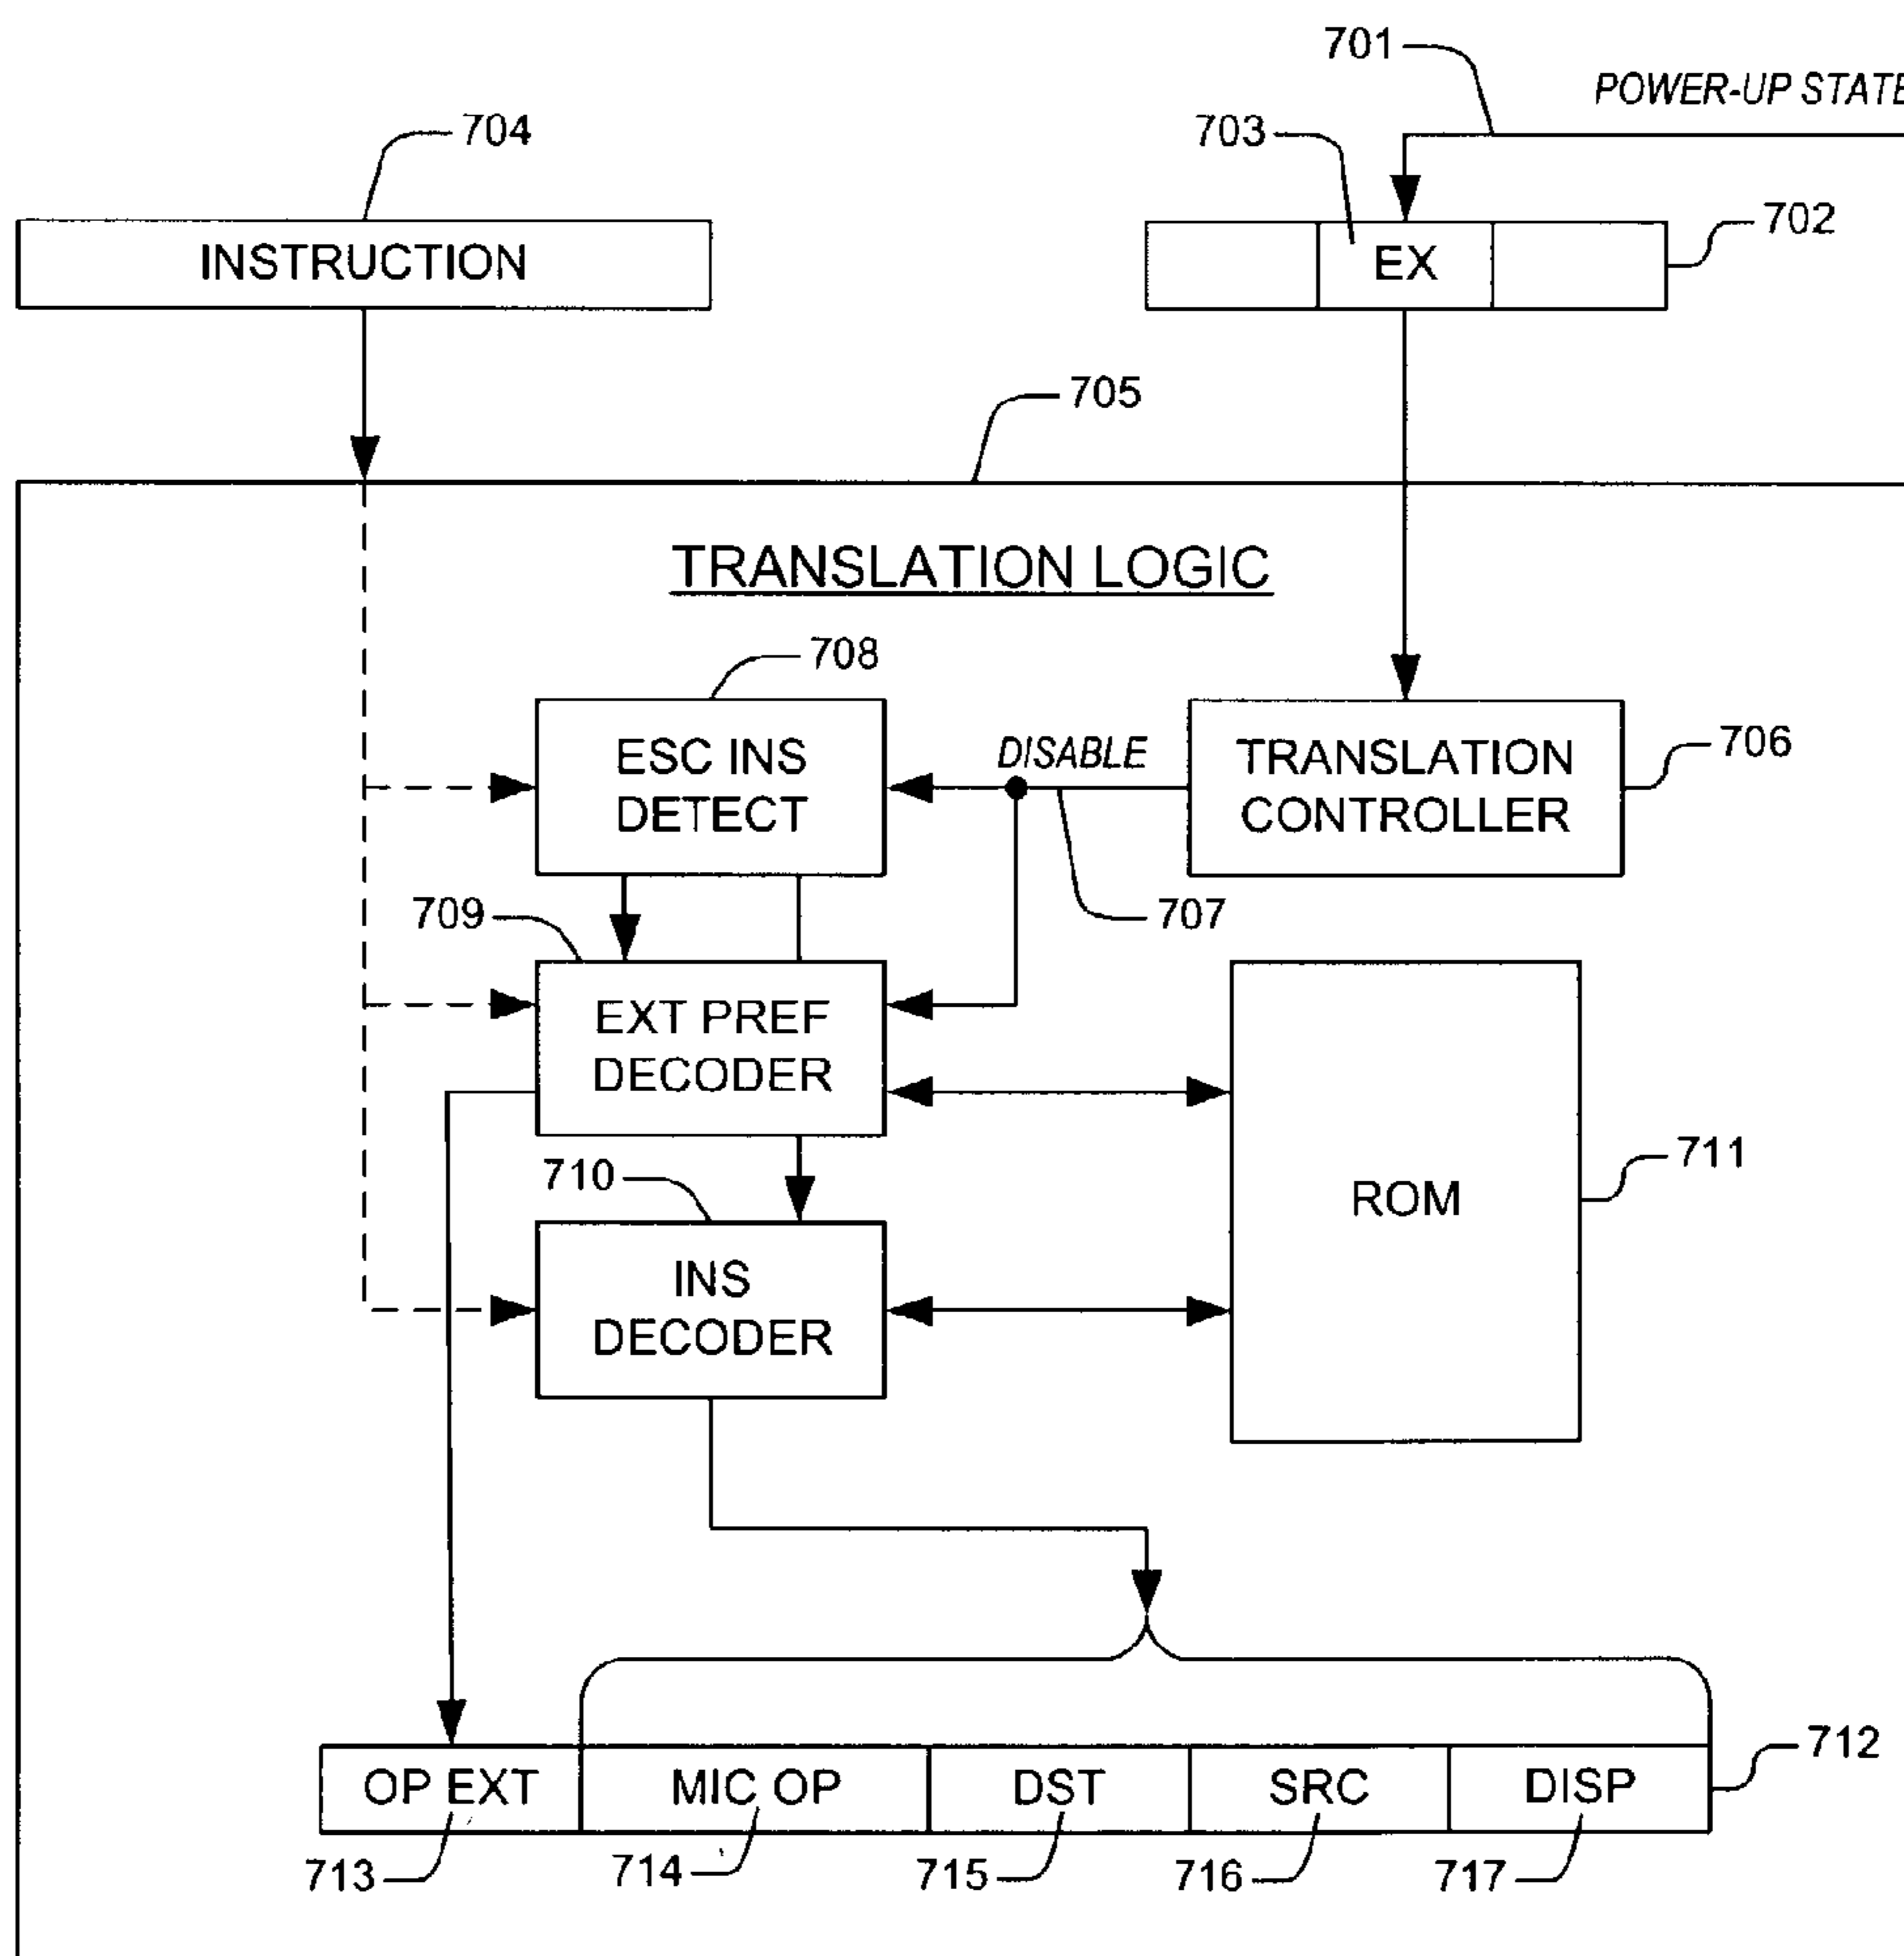 701
POWER-UP STATE
704
703
702
INSTRUCTION
EX
705
TRANSLATION LOGIC
708
ESC INS
DETECT
DISABLE
TRANSLATION
CONTROLLER
706
709
707
EXT PREF
DECODER
710
711
ROM
INS
DECODER
712
OP EXT
MIC OP
DST
SRC
DISP
713
714
715
716
717